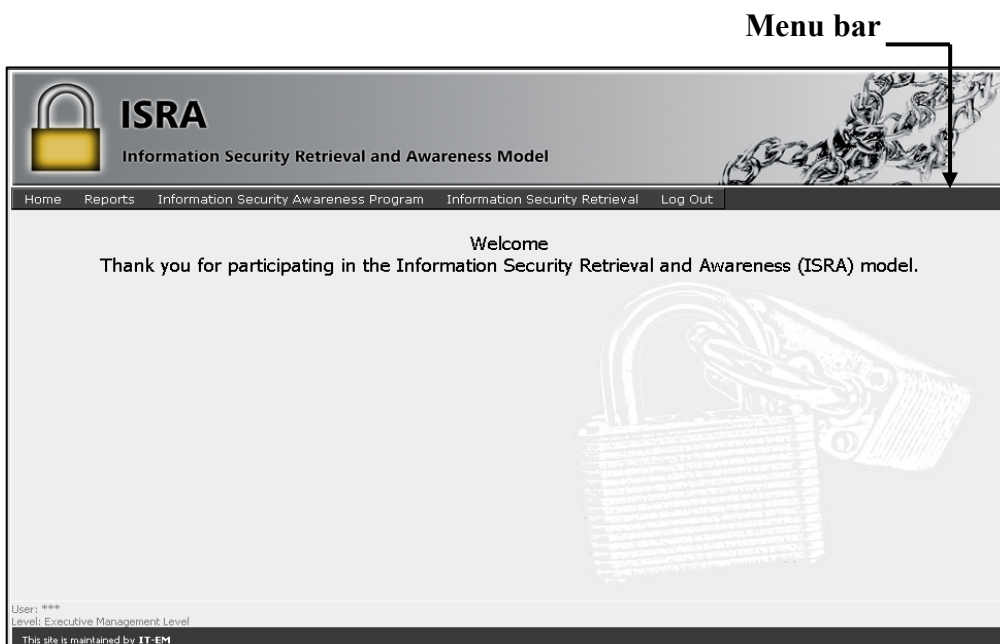 Menu bar
ISRA
Information Security Retrieval and Awareness Model
Home Reports Information Security Awareness Program Information Security Retrieval Log Out
Welcome
Thank you for participating in the Information Security Retrieval and Awareness (ISRA) model.
User: ***
Level: Executive Management Level
This site is maintained by IT-EM